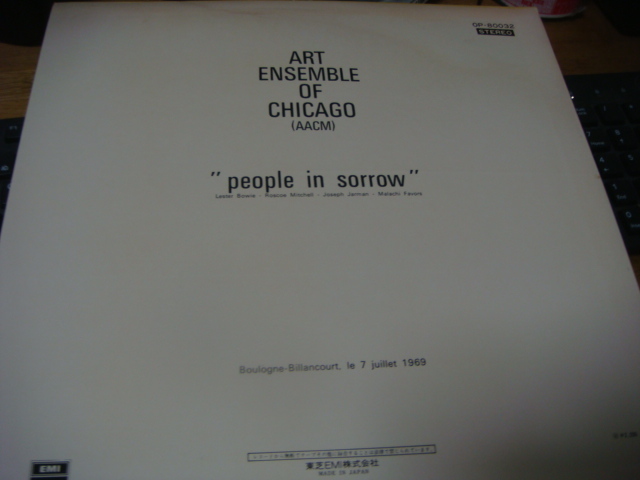 OP-80032
STEREO
ART
ENSEMBLE
OF
CHICAGO
(AACM)
"people in sorrow"
Lester Bowie - Roscoe Mitchell - Joseph Jarman - Malachi Favors
Boulogne-Billancourt, le 7 juillet 1969
EMI
東芝EMI株式会社
MADE IN JAPAN